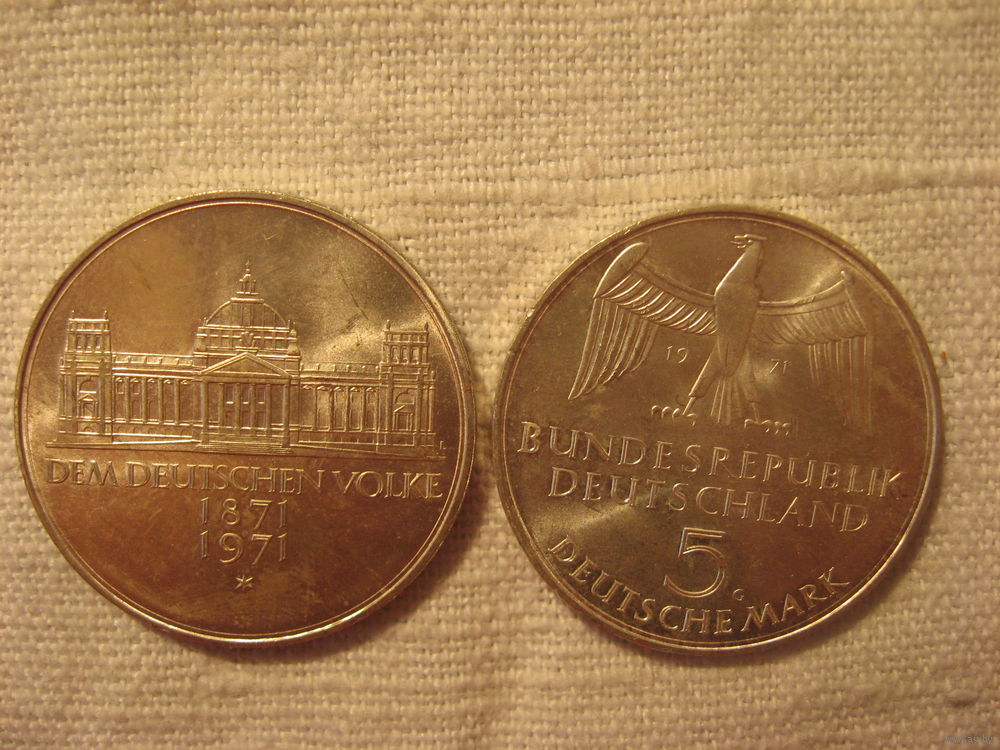 DEM DEUTSCHEN VOLKE
1871
1971
19 71
BUNDESREPUBLIK
DEUTSCHLAND
5
G
DEUTSCHE MARK